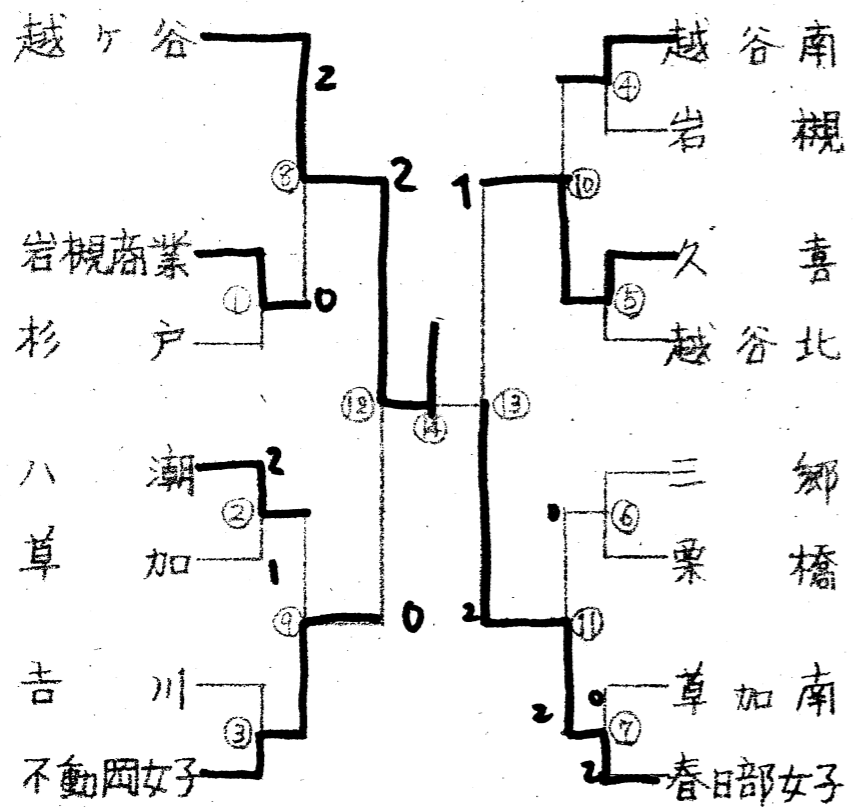 越ケ谷
2
⑧
2
岩槻商業
①
0
杉戸
⑫
⑭
八潮
2
②
草加
1
⑨
0
吉川
③
不動岡女子
越谷南
④
岩槻
1
⑩
久喜
⑤
越谷北
⑬
三郷
0
⑥
栗橋
2
⑪
草加南
0
2
⑦
2
春日部女子